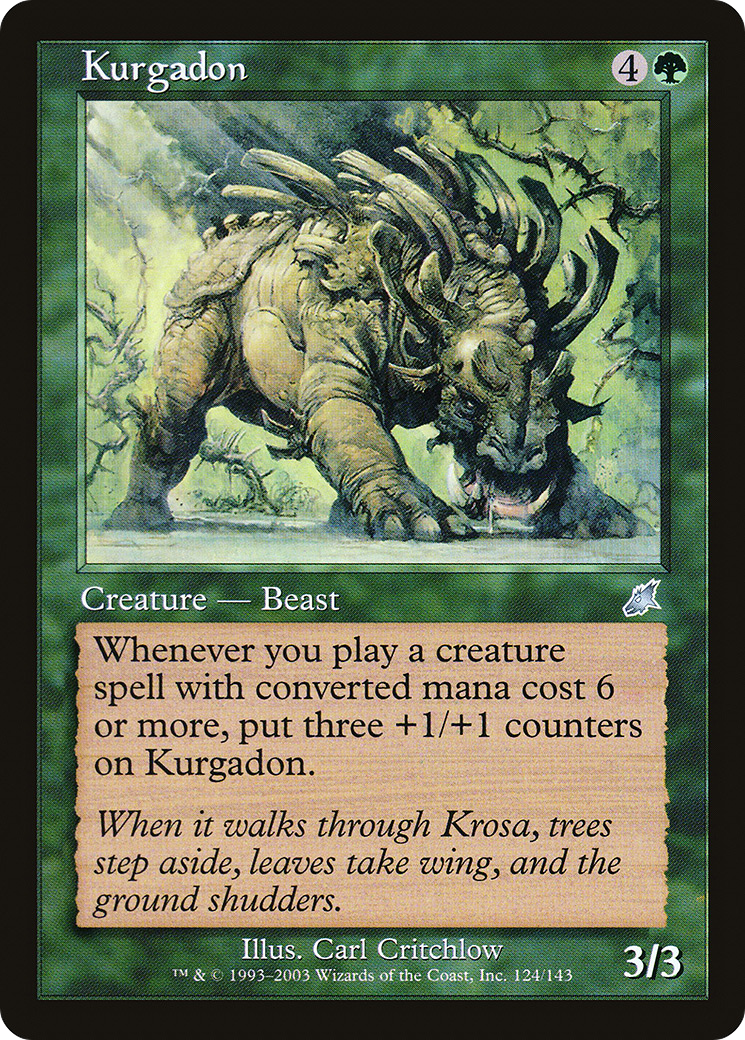 Kurgadon
4
Creature — Beast
Whenever you play a creature
spell with converted mana cost 6
or more, put three +1/+1 counters
on Kurgadon.
When it walks through Krosa, trees
step aside, leaves take wing, and the
ground shudders.
Illus. Carl Critchlow
™ & © 1993–2003 Wizards of the Coast, Inc. 124/143
3/3